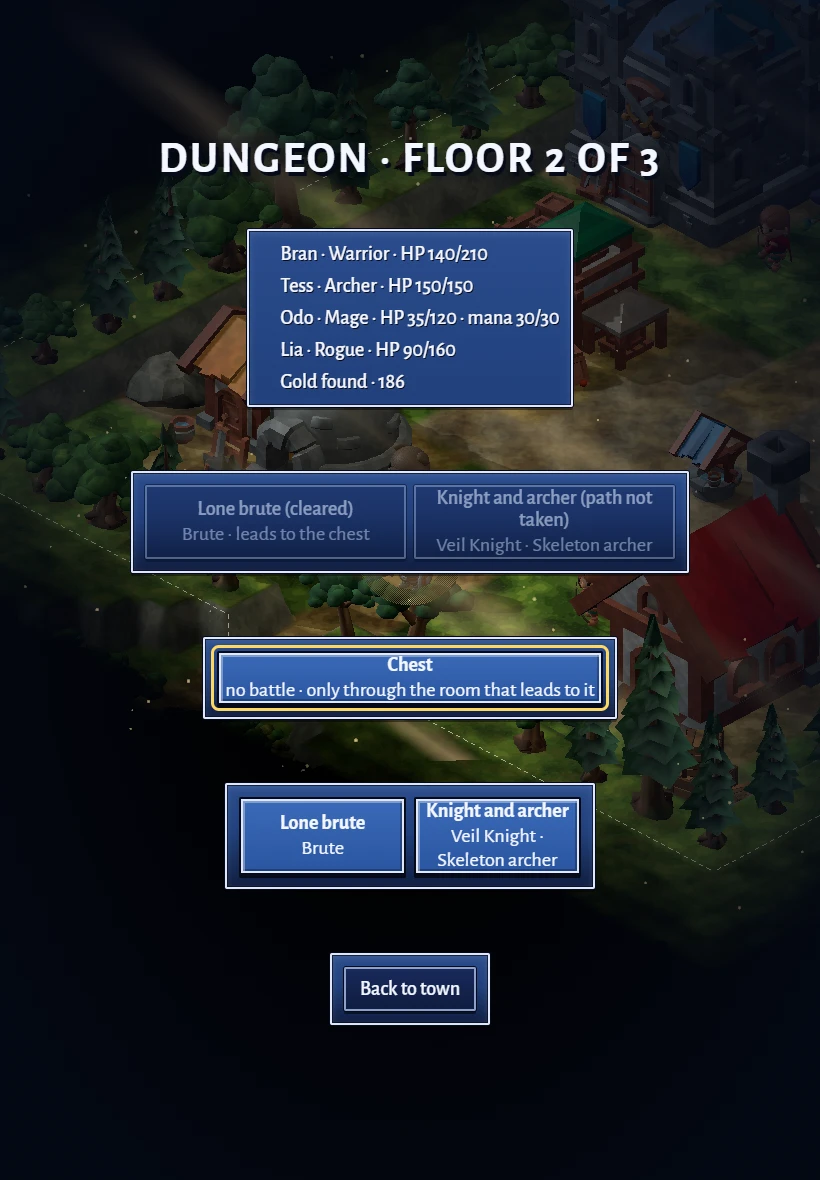 DUNGEON · FLOOR 2 OF 3
Bran · Warrior · HP 140/210
Tess · Archer · HP 150/150
Odo · Mage · HP 35/120 · mana 30/30
Lia · Rogue · HP 90/160
Gold found · 186
Lone brute (cleared)
Brute · leads to the chest
Knight and archer (path not
taken)
Veil Knight · Skeleton archer
Chest
no battle · only through the room that leads to it
Lone brute
Brute
Knight and archer
Veil Knight ·
Skeleton archer
Back to town